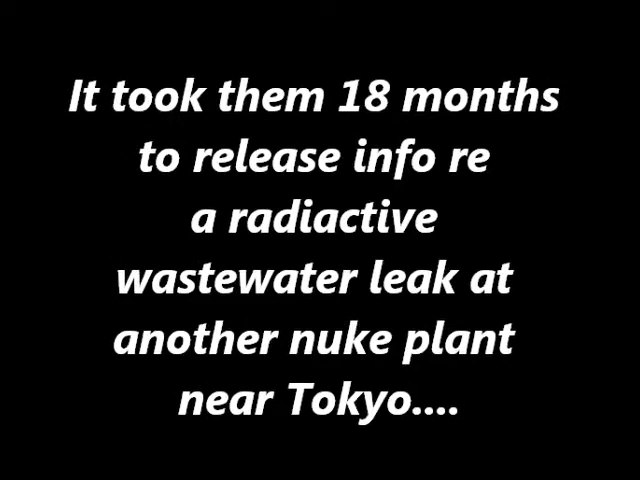 It took them 18 months
to release info re
a radiactive
wastewater leak at
another nuke plant
near Tokyo....